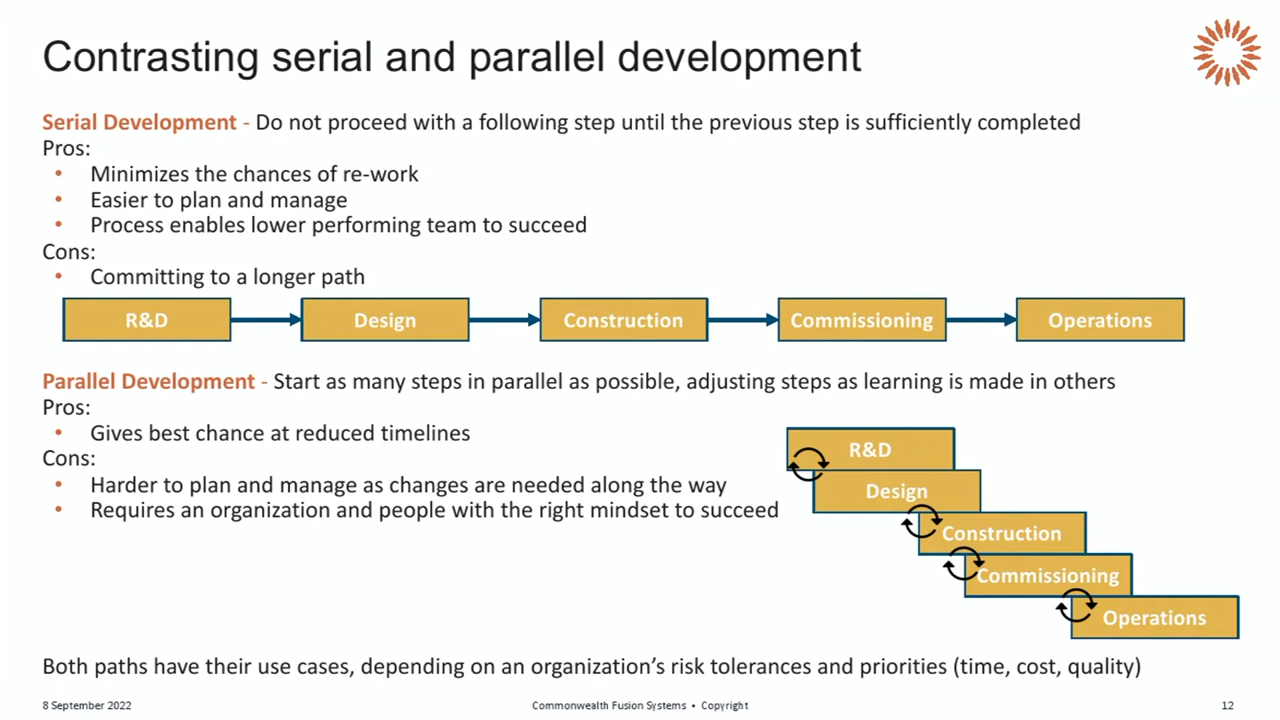 Contrasting serial and parallel development
Serial Development - Do not proceed with a following step until the previous step is sufficiently completed
Pros:
• Minimizes the chances of re-work
• Easier to plan and manage
• Process enables lower performing team to succeed
Cons:
• Committing to a longer path
R&D
Design
Construction
Commissioning
Operations
Parallel Development - Start as many steps in parallel as possible, adjusting steps as learning is made in others
Pros:
• Gives best chance at reduced timelines
Cons:
• Harder to plan and manage as changes are needed along the way
• Requires an organization and people with the right mindset to succeed
R&D
Design
Construction
Commissioning
Operations
Both paths have their use cases, depending on an organization’s risk tolerances and priorities (time, cost, quality)
8 September 2022
Commonwealth Fusion Systems • Copyright
12